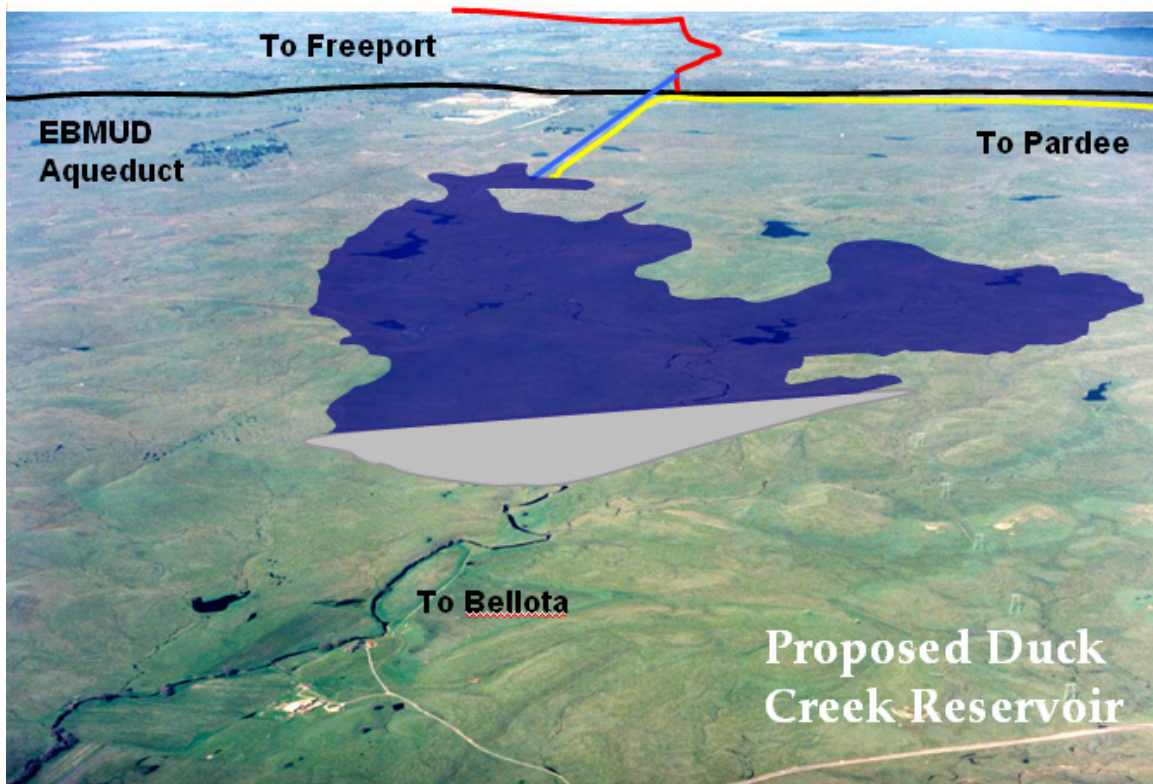 To Freeport
EBMUD
Aqueduct
To Pardee
To Bellota
Proposed Duck
Creek Reservoir